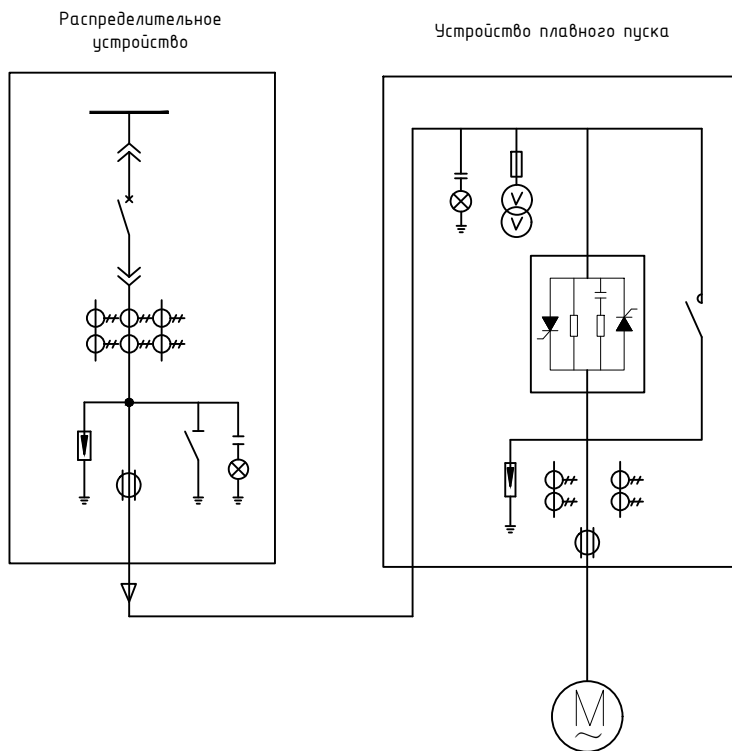 Распределительное
устройство
Устройство плавного пуска
V
V
M
~